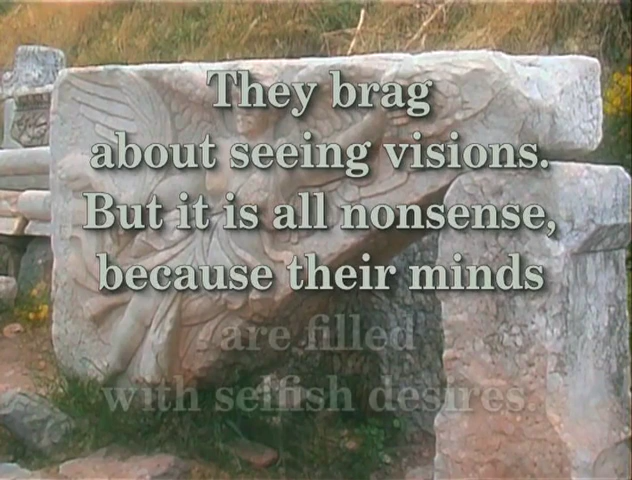 They brag
about seeing visions.
But it is all nonsense,
because their minds
are filled
with selfish desires.